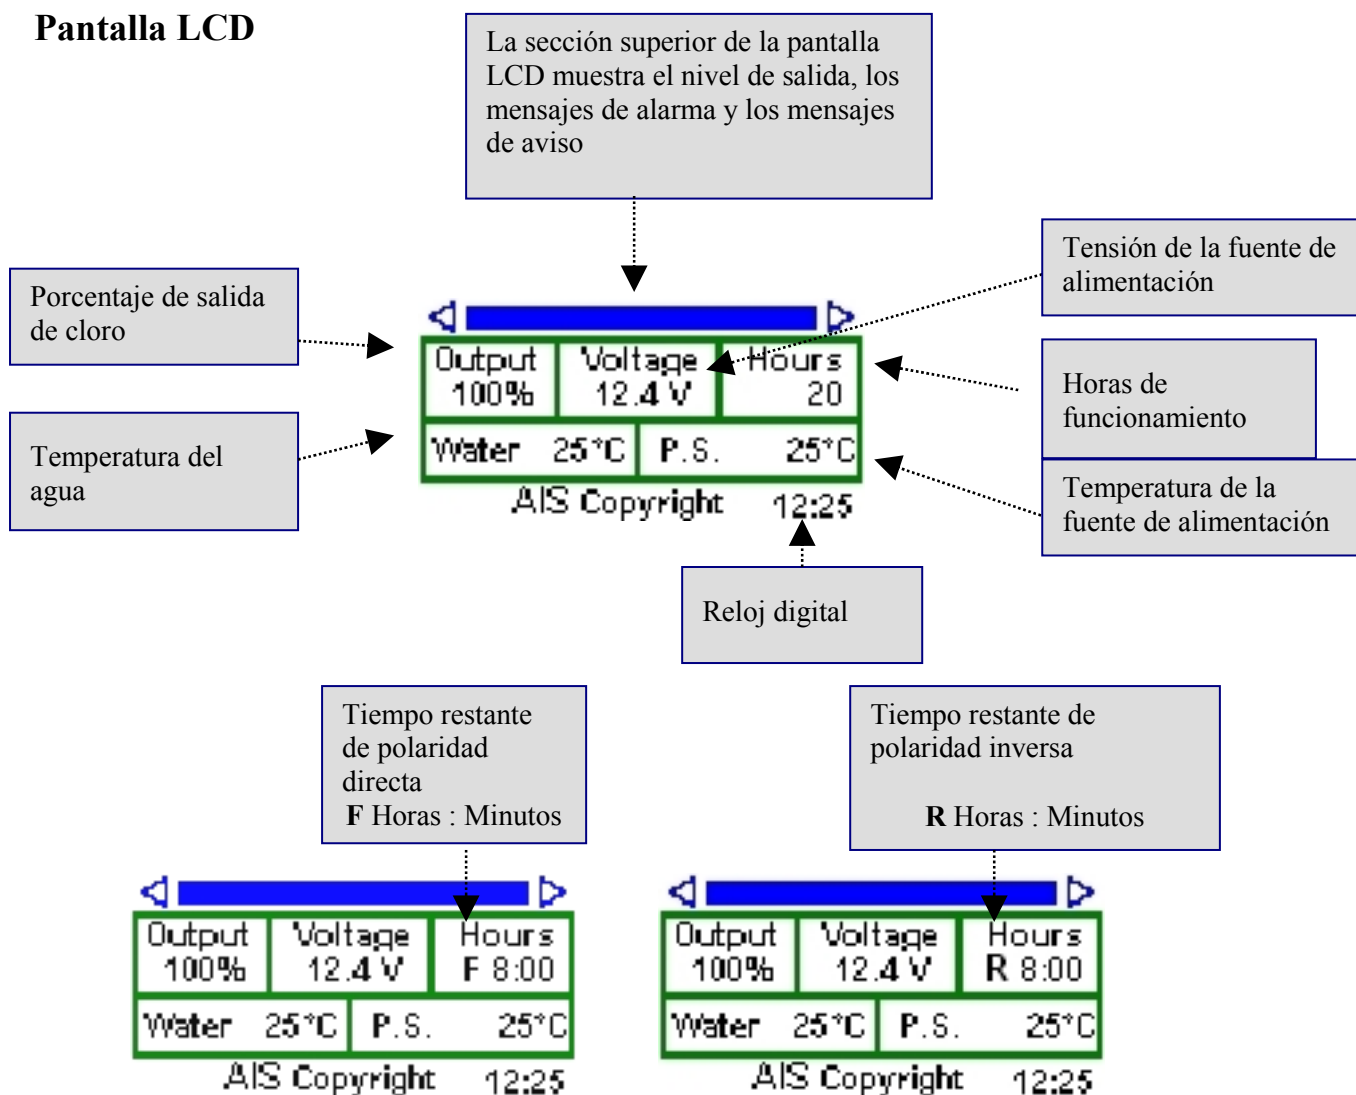 Pantalla LCD
La sección superior de la pantalla
LCD muestra el nivel de salida, los
mensajes de alarma y los mensajes
de aviso
Tensión de la fuente de
alimentación
Porcentaje de salida
de cloro
Output
100%
Voltage
12.4 V
Hours
20
Horas de
funcionamiento
Temperatura del
agua
Water 25°C
P.S. 25°C
Temperatura de la
fuente de alimentación
AIS Copyright 12:25
Reloj digital
Tiempo restante
de polaridad
directa
F Horas : Minutos
Tiempo restante de
polaridad inversa
R Horas : Minutos
Output
100%
Voltage
12.4 V
Hours
F 8:00
Water 25°C
P.S. 25°C
AIS Copyright 12:25
Output
100%
Voltage
12.4 V
Hours
R 8:00
Water 25°C
P.S. 25°C
AIS Copyright 12:25